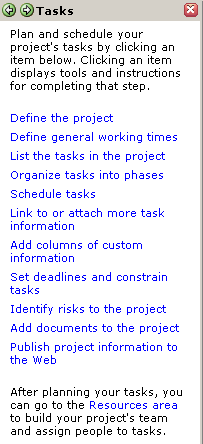 Tasks
Plan and schedule your
project's tasks by clicking an
item below. Clicking an item
displays tools and instructions
for completing that step.
Define the project
Define general working times
List the tasks in the project
Organize tasks into phases
Schedule tasks
Link to or attach more task
information
Add columns of custom
information
Set deadlines and constrain
tasks
Identify risks to the project
Add documents to the project
Publish project information to
the Web
After planning your tasks, you
can go to the Resources area
to build your project's team
and assign people to tasks.